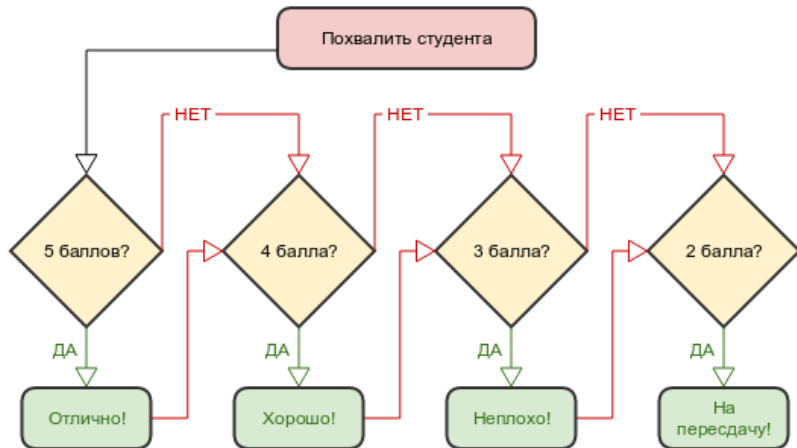 Похвалить студента
НЕТ
НЕТ
НЕТ
5 баллов?
4 балла?
3 балла?
2 балла?
ДА
ДА
ДА
ДА
Отлично!
Хорошо!
Неплохо!
На
пересдачу!